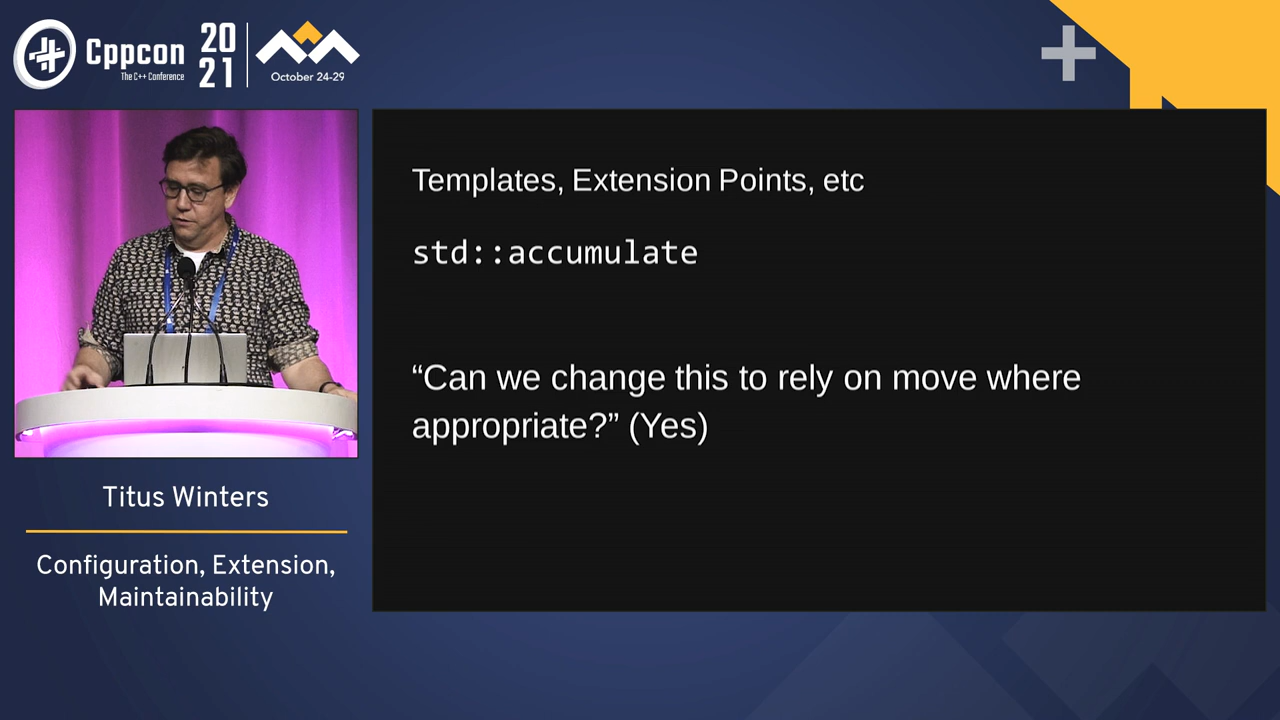 Cppcon
The C++ Conference
20
21
October 24-29
Templates, Extension Points, etc
std::accumulate
“Can we change this to rely on move where
appropriate?” (Yes)
Titus Winters
Configuration, Extension,
Maintainability